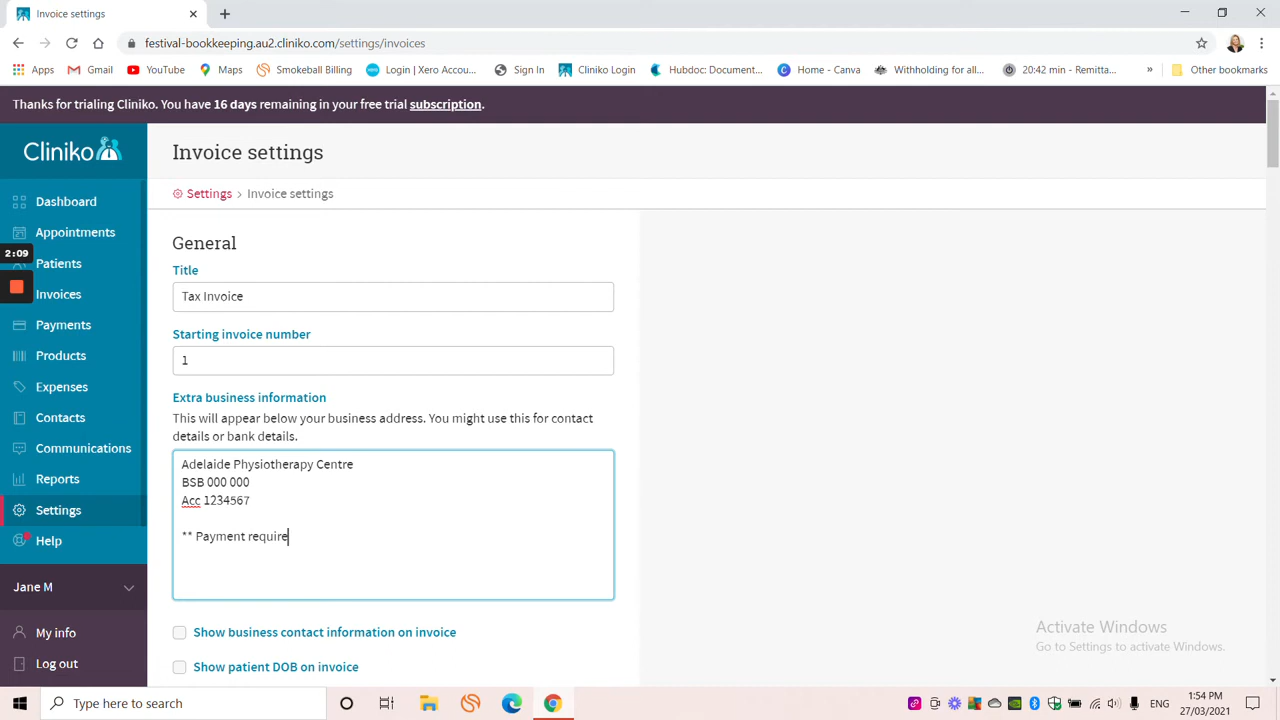 Invoice settings
festival-bookkeeping.au2.cliniko.com/settings/invoices
Apps
Gmail
YouTube
Maps
Smokeball Billing
Login | Xero Accou...
Sign In
Cliniko Login
Hubdoc: Document...
Home - Canva
Withholding for all...
20:42 min - Remitta...
»
Other bookmarks
Thanks for trialing Cliniko. You have 16 days remaining in your free trial subscription.
Cliniko
Dashboard
Appointments
2:09
Patients
Invoices
Payments
Products
Expenses
Contacts
Communications
Reports
Settings
Help
Jane M
My info
Log out
Invoice settings
Settings > Invoice settings
General
Title
Tax Invoice
Starting invoice number
1
Extra business information
This will appear below your business address. You might use this for contact
details or bank details.
Adelaide Physiotherapy Centre
BSB 000 000
Acc 1234567
** Payment require
Show business contact information on invoice
Show patient DOB on invoice
Activate Windows
Go to Settings to activate Windows.
Type here to search
ENG
1:54 PM
27/03/2021